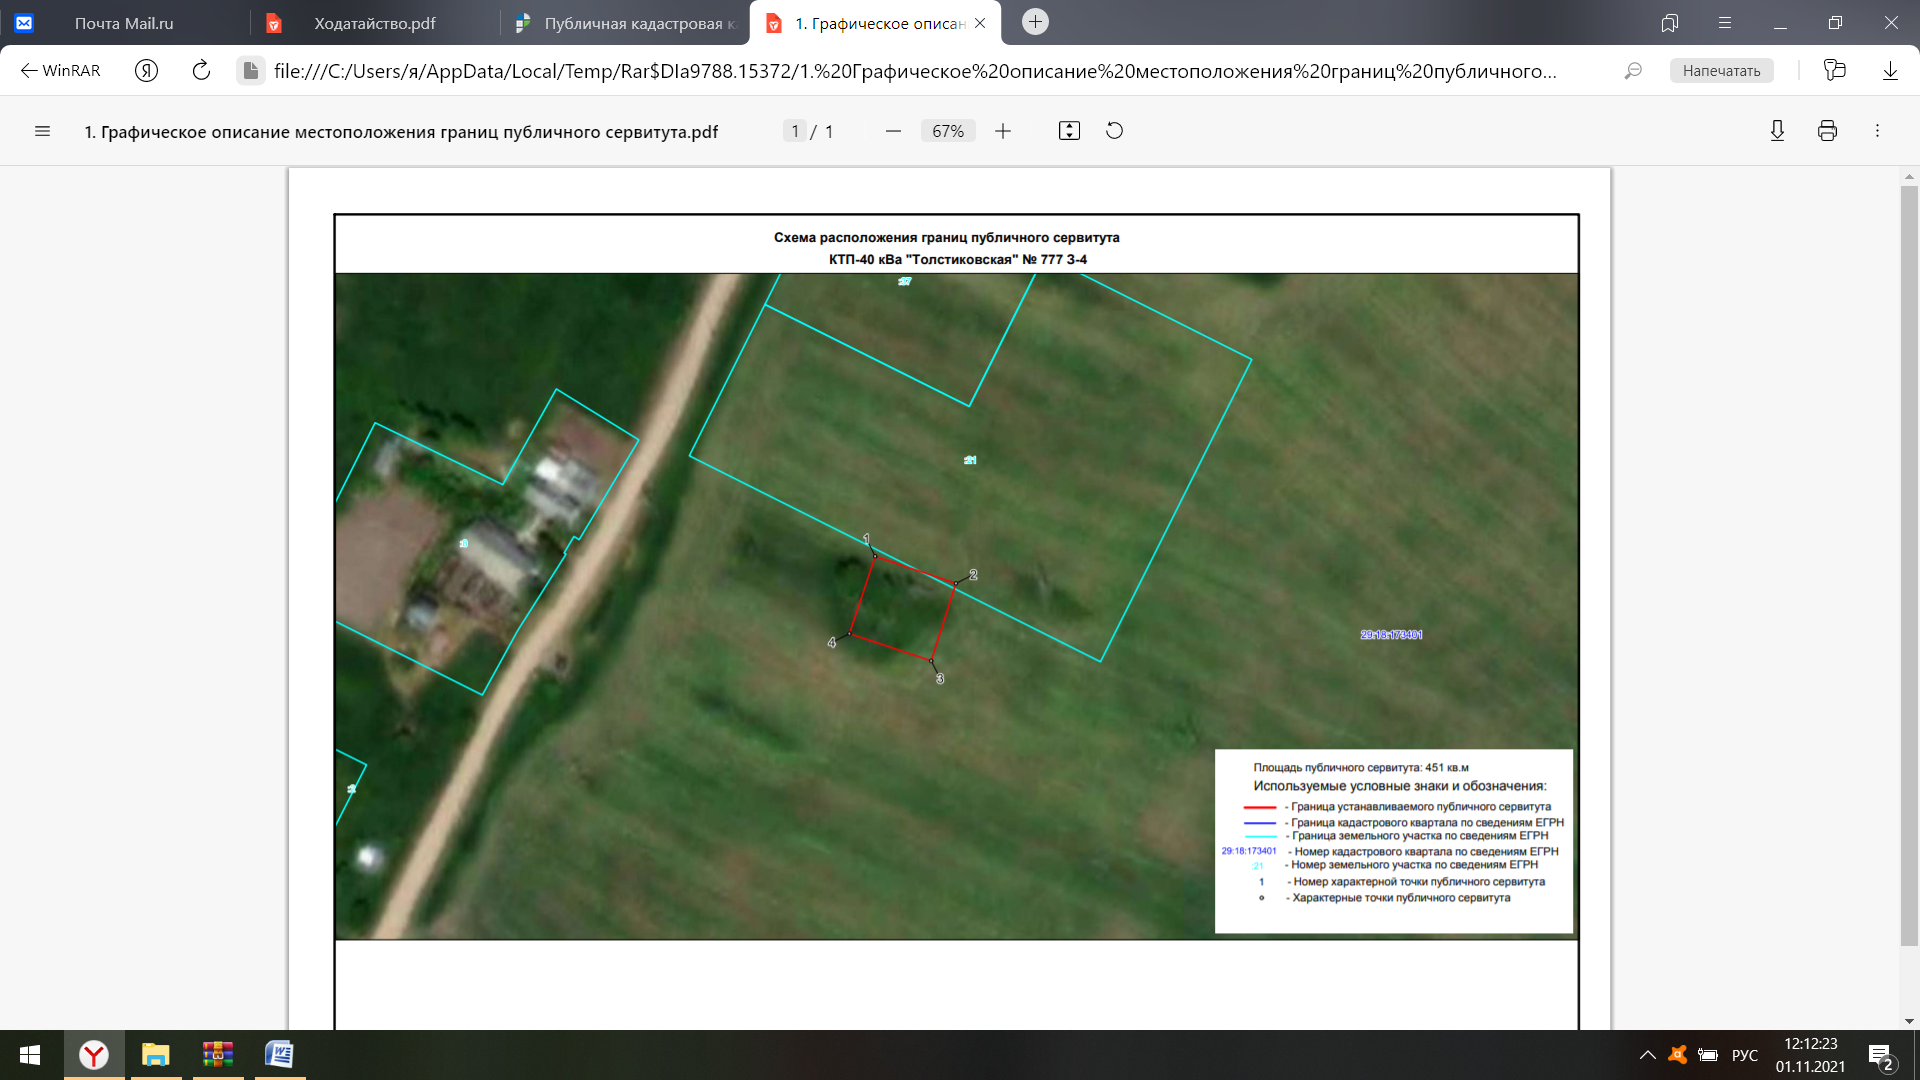 Почта Mail.ru
Ходатайство.pdf
Публичная кадастровая к
1. Графическое описан
WinRAR
file:///C:/Users/я/AppData/Local/Temp/Rar$DIa9788.15372/1.%20Графическое%20описание%20местоположения%20границ%20публичного...
Напечатать
1. Графическое описание местоположения границ публичного сервитута.pdf
1 / 1
67%
Схема расположения границ публичного сервитута
КТП-40 кВа "Толстиковская" № 777 З-4
:37
:21
1
2
3
4
29:18:173401
Площадь публичного сервитута: 451 кв.м
Используемые условные знаки и обозначения:
- Граница устанавливаемого публичного сервитута
- Граница кадастрового квартала по сведениям ЕГРН
- Граница земельного участка по сведениям ЕГРН
29:18:173401 - Номер кадастрового квартала по сведениям ЕГРН
:21 - Номер земельного участка по сведениям ЕГРН
1 - Номер характерной точки публичного сервитута
- Характерные точки публичного сервитута
РУС
12:12:23
01.11.2021
2